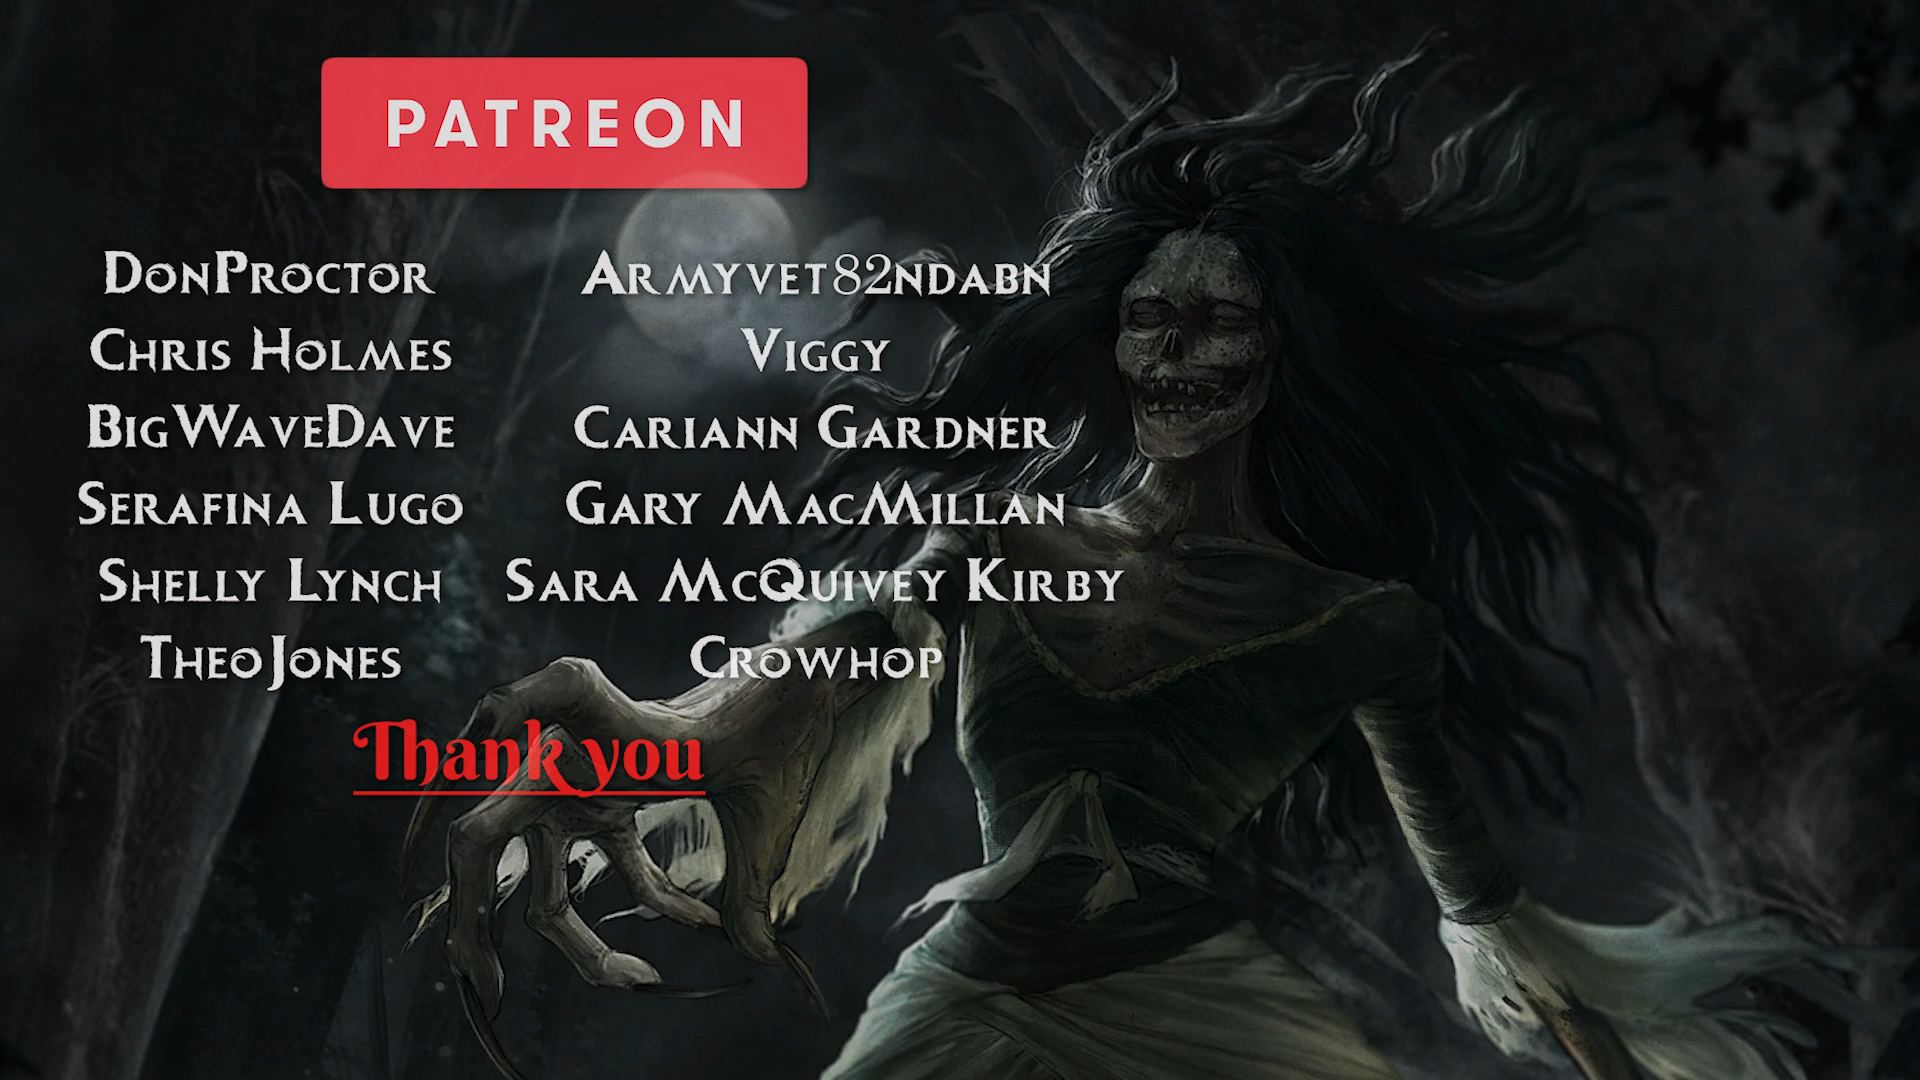 PATREON
DonProctor Armyvet82ndabn
Chris Holmes Viggy
BigWaveDave Cariann Gardner
Serafina Lugo Gary MacMillan
Shelly Lynch Sara McQuivey Kirby
TheoJones Crowhop
Thank you